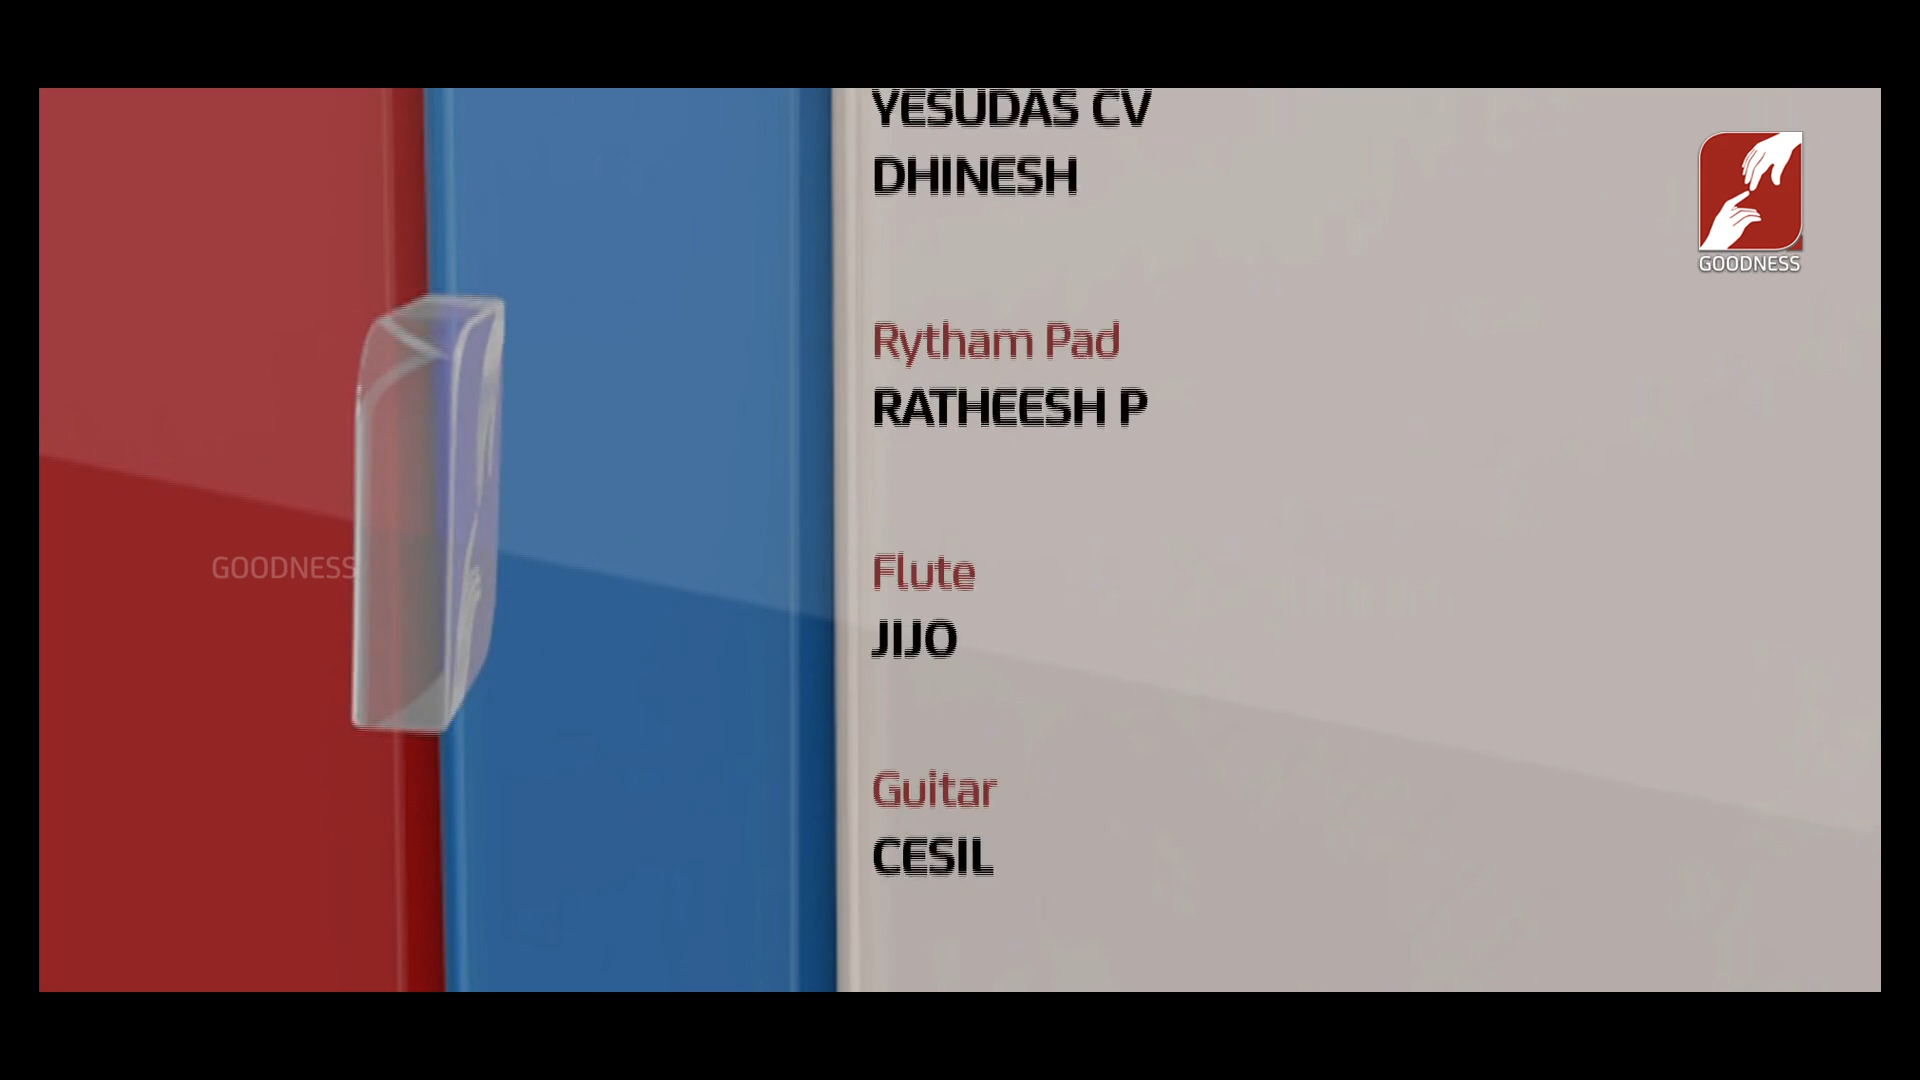 YESUDAS CV
DHINESH
GOODNESS
Rytham Pad
RATHEESH P
GOODNESS
Flute
JIJO
Guitar
CESIL